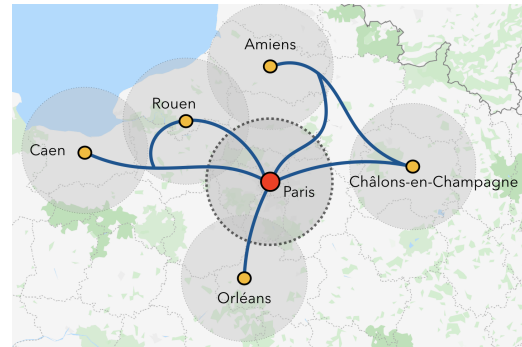 Amiens
Rouen
Caen
Paris
Châlons-en-Champagne
Orléans